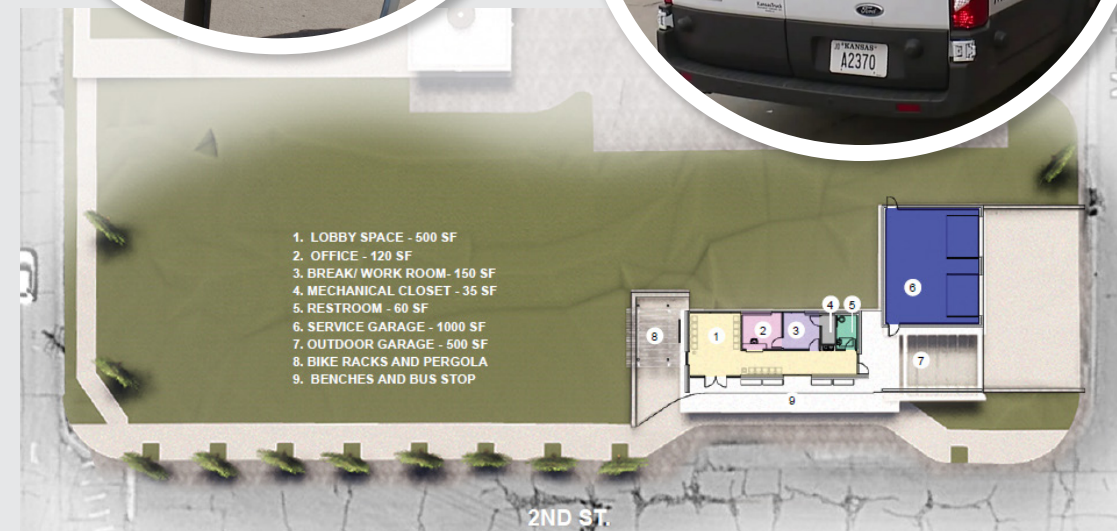 Ford
KANSAS
A2370
1. LOBBY SPACE - 500 SF
2. OFFICE - 120 SF
3. BREAK/ WORK ROOM- 150 SF
4. MECHANICAL CLOSET - 35 SF
5. RESTROOM - 60 SF
6. SERVICE GARAGE - 1000 SF
7. OUTDOOR GARAGE - 500 SF
8. BIKE RACKS AND PERGOLA
9. BENCHES AND BUS STOP
4
5
6
8
1
2
3
7
9
2ND ST.